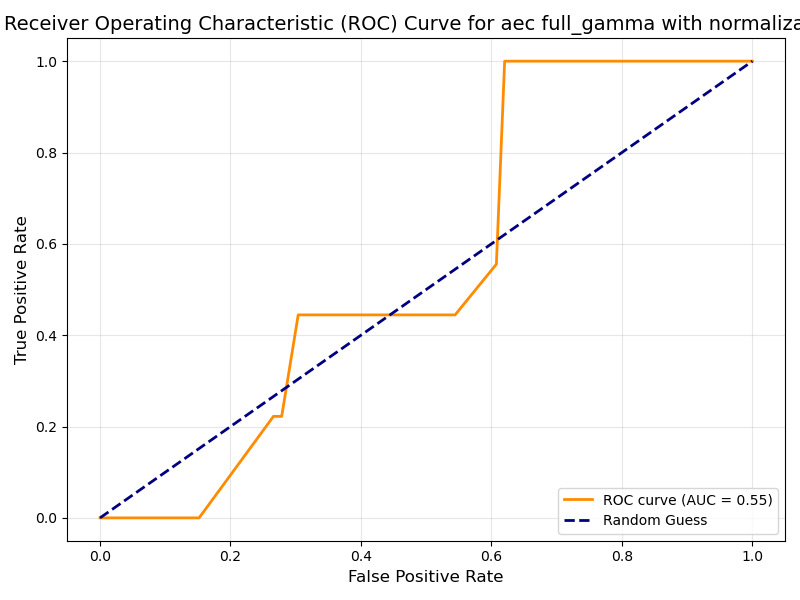 Receiver Operating Characteristic (ROC) Curve for aec full_gamma with normaliza
1.0
0.8
0.6
0.4
0.2
0.0
True Positive Rate
ROC curve (AUC = 0.55)
Random Guess
0.0 0.2 0.4 0.6 0.8 1.0
False Positive Rate